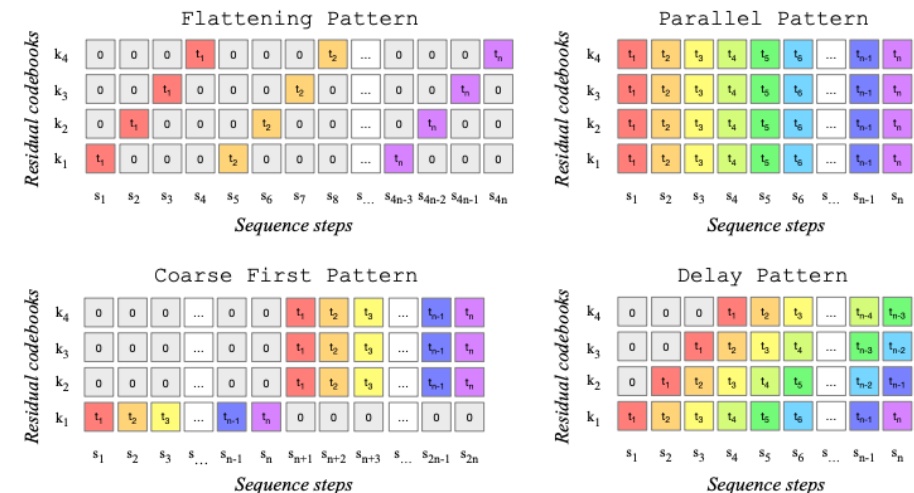 Flattening Pattern
Residual codebooks
k4 0 0 0 t1 0 0 0 t2 ... 0 0 tn
k3 0 0 t1 0 0 0 t2 0 ... 0 tn 0
k2 0 t1 0 0 0 t2 0 0 ... tn 0 0
k1 t1 0 0 0 t2 0 0 0 ... tn 0 0 0
s1 s2 s3 s4 s5 s6 s7 s8 s... s4n-3 s4n-2 s4n-1 s4n
Sequence steps
Parallel Pattern
Residual codebooks
k4 t1 t2 t3 t4 t5 t6 ... tn-1 tn
k3 t1 t2 t3 t4 t5 t6 ... tn-1 tn
k2 t1 t2 t3 t4 t5 t6 ... tn-1 tn
k1 t1 t2 t3 t4 t5 t6 ... tn-1 tn
s1 s2 s3 s4 s5 s6 s... sn-1 sn
Sequence steps
Coarse First Pattern
Residual codebooks
k4 0 0 0 ... 0 0 t1 t2 t3 ... tn-1 tn
k3 0 0 0 ... 0 0 t1 t2 t3 ... tn-1 tn
k2 0 0 0 ... 0 0 t1 t2 t3 ... tn-1 tn
k1 t1 t2 t3 ... tn-1 tn 0 0 0 ... 0 0
s1 s2 s3 s... sn-1 sn sn+1 sn+2 sn+3 s... s2n-1 s2n
Sequence steps
Delay Pattern
Residual codebooks
k4 0 0 0 t1 t2 t3 ... tn-4 tn-3
k3 0 0 t1 t2 t3 t4 ... tn-3 tn-2
k2 0 t1 t2 t3 t4 t5 ... tn-2 tn-1
k1 t1 t2 t3 t4 t5 t6 ... tn-1 tn
s1 s2 s3 s4 s5 s6 s... sn-1 sn
Sequence steps